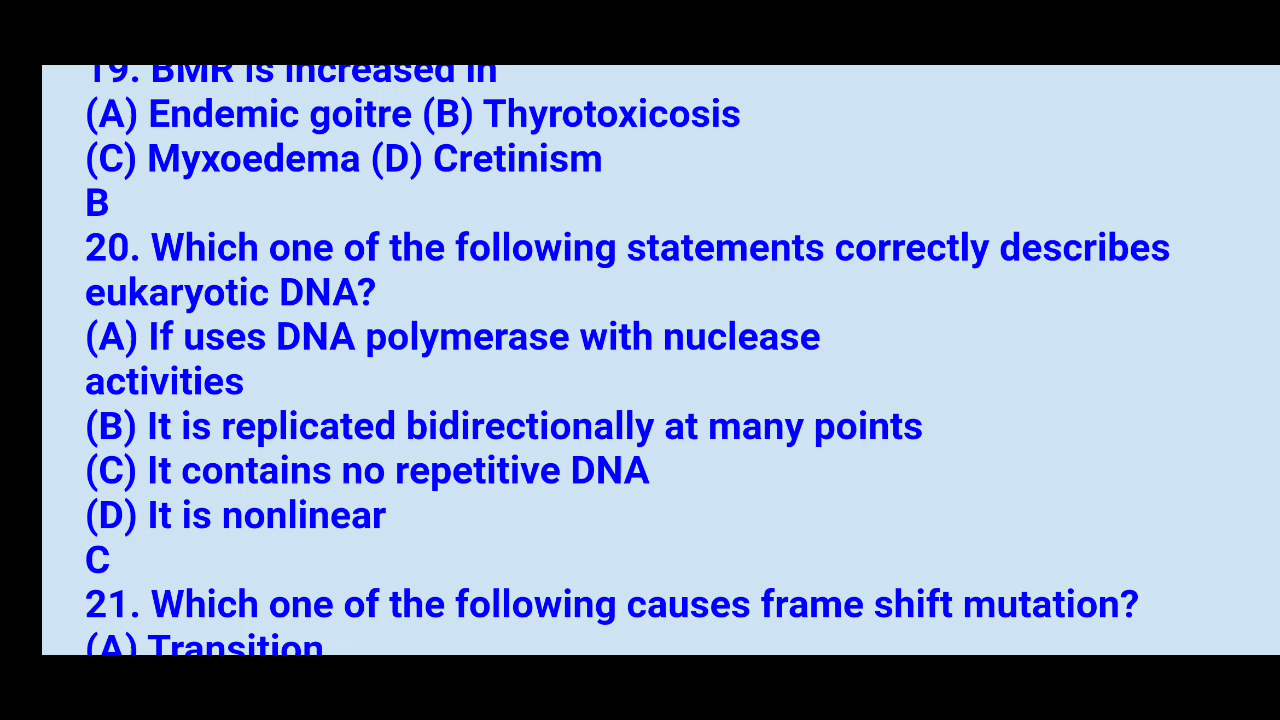 19. BMR is increased in
(A) Endemic goitre (B) Thyrotoxicosis
(C) Myxoedema (D) Cretinism
B
20. Which one of the following statements correctly describes
eukaryotic DNA?
(A) If uses DNA polymerase with nuclease
activities
(B) It is replicated bidirectionally at many points
(C) It contains no repetitive DNA
(D) It is nonlinear
C
21. Which one of the following causes frame shift mutation?
(A) Transition